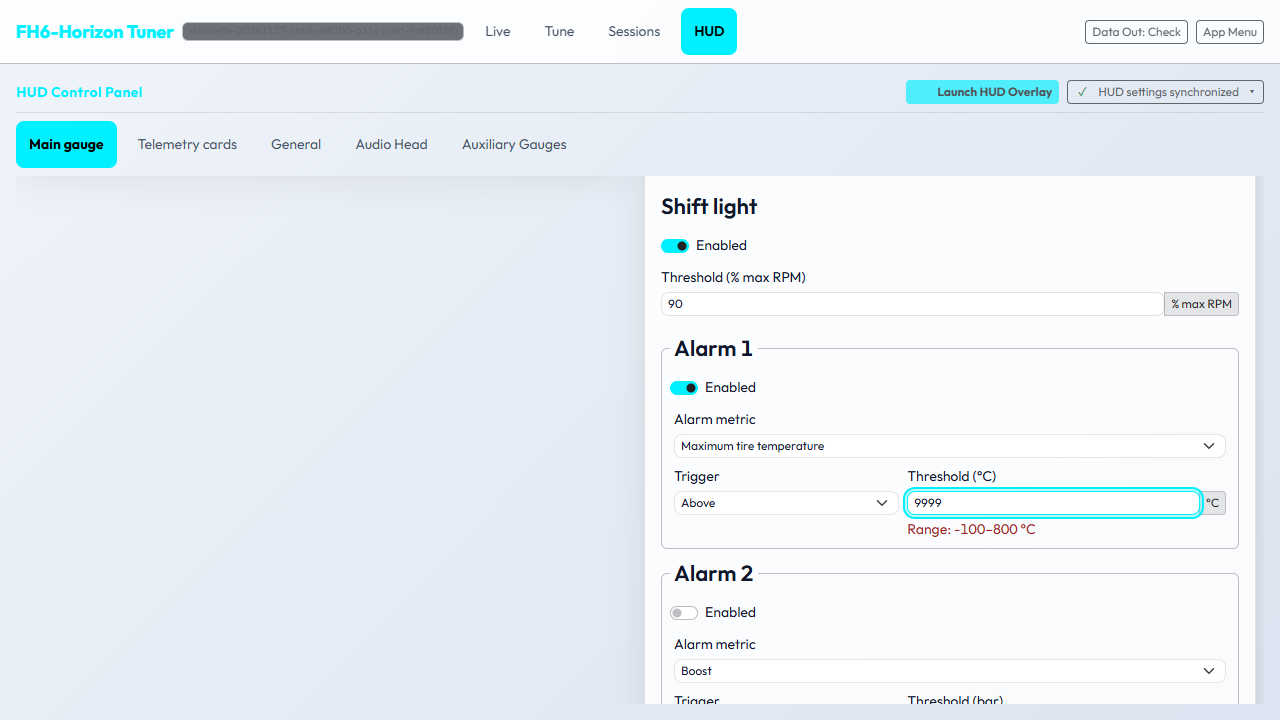 FH6-Horizon Tuner
Live
Tune
Sessions
HUD
Data Out: Check
App Menu
HUD Control Panel
Launch HUD Overlay
✓ HUD settings synchronized
Main gauge
Telemetry cards
General
Audio Head
Auxiliary Gauges
Shift light
Enabled
Threshold (% max RPM)
90
% max RPM
Alarm 1
Enabled
Alarm metric
Maximum tire temperature
Trigger
Threshold (°C)
Above
9999
°C
Range: -100–800 °C
Alarm 2
Enabled
Alarm metric
Boost
Trigger
Threshold (bar)